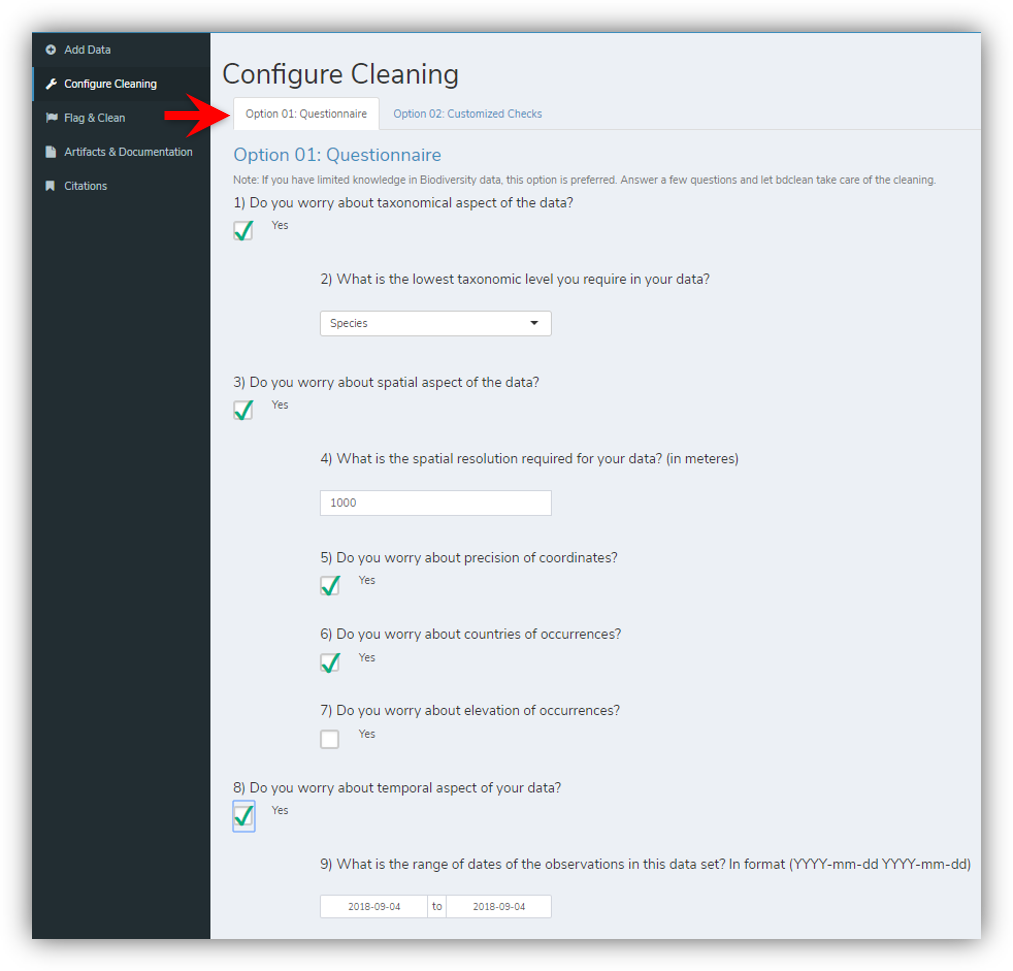 Add Data
Configure Cleaning
Flag & Clean
Artifacts & Documentation
Citations
Configure Cleaning
Option 01: Questionnaire
Option 02: Customized Checks
Option 01: Questionnaire
Note: If you have limited knowledge in Biodiversity data, this option is preferred. Answer a few questions and let bdclean take care of the cleaning.
1) Do you worry about taxonomical aspect of the data?
Yes
2) What is the lowest taxonomic level you require in your data?
Species
3) Do you worry about spatial aspect of the data?
Yes
4) What is the spatial resolution required for your data? (in meteres)
1000
5) Do you worry about precision of coordinates?
Yes
6) Do you worry about countries of occurrences?
Yes
7) Do you worry about elevation of occurrences?
Yes
8) Do you worry about temporal aspect of your data?
Yes
9) What is the range of dates of the observations in this data set? In format (YYYY-mm-dd YYYY-mm-dd)
2018-09-04 to 2018-09-04